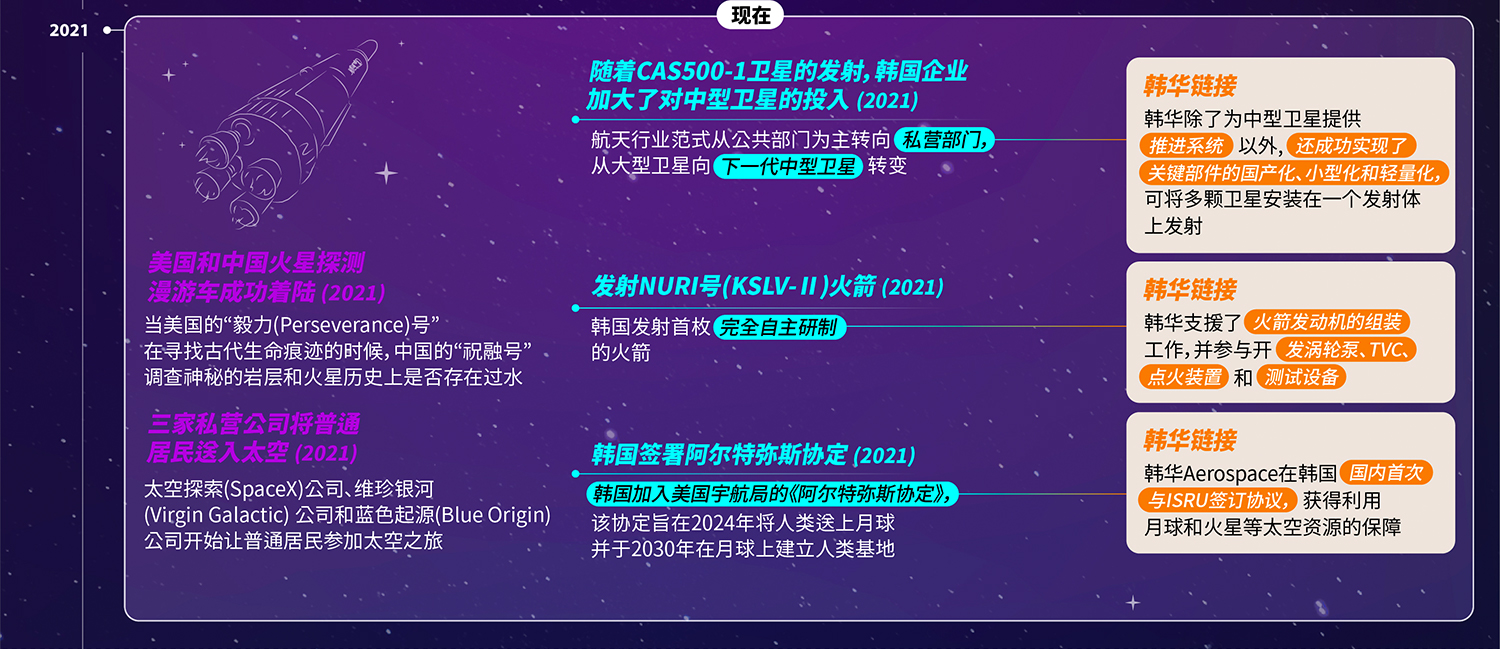 现在
2021
美国和中国火星探测
漫游车成功着陆 (2021)
当美国的“毅力(Perseverance)号”
在寻找古代生命痕迹的时候, 中国的“祝融号”
调查神秘的岩层和火星历史上是否存在过水
三家私营公司将普通
居民送入太空 (2021)
太空探索(SpaceX)公司、维珍银河
(Virgin Galactic) 公司和蓝色起源(Blue Origin)
公司开始让普通居民参加太空之旅
随着CAS500-1卫星的发射, 韩国企业
加大了对中型卫星的投入 (2021)
航天行业范式从公共部门为主转向 私营部门,
从大型卫星向 下一代中型卫星 转变
韩华链接
韩华除了为中型卫星提供
推进系统 以外, 还成功实现了
关键部件的国产化、小型化和轻量化,
可将多颗卫星安装在一个发射体
上发射
发射NURI号(KSLV-Ⅱ)火箭 (2021)
韩国发射首枚 完全自主研制
的火箭
韩华链接
韩华支援了 火箭发动机的组装
工作, 并参与开 发涡轮泵、TVC、
点火装置 和 测试设备
韩国签署阿尔特弥斯协定 (2021)
韩国加入美国宇航局的《阿尔特弥斯协定》,
该协定旨在2024年将人类送上月球
并于2030年在月球上建立人类基地
韩华链接
韩华Aerospace在韩国 国内首次
与ISRU签订协议, 获得利用
月球和火星等太空资源的保障